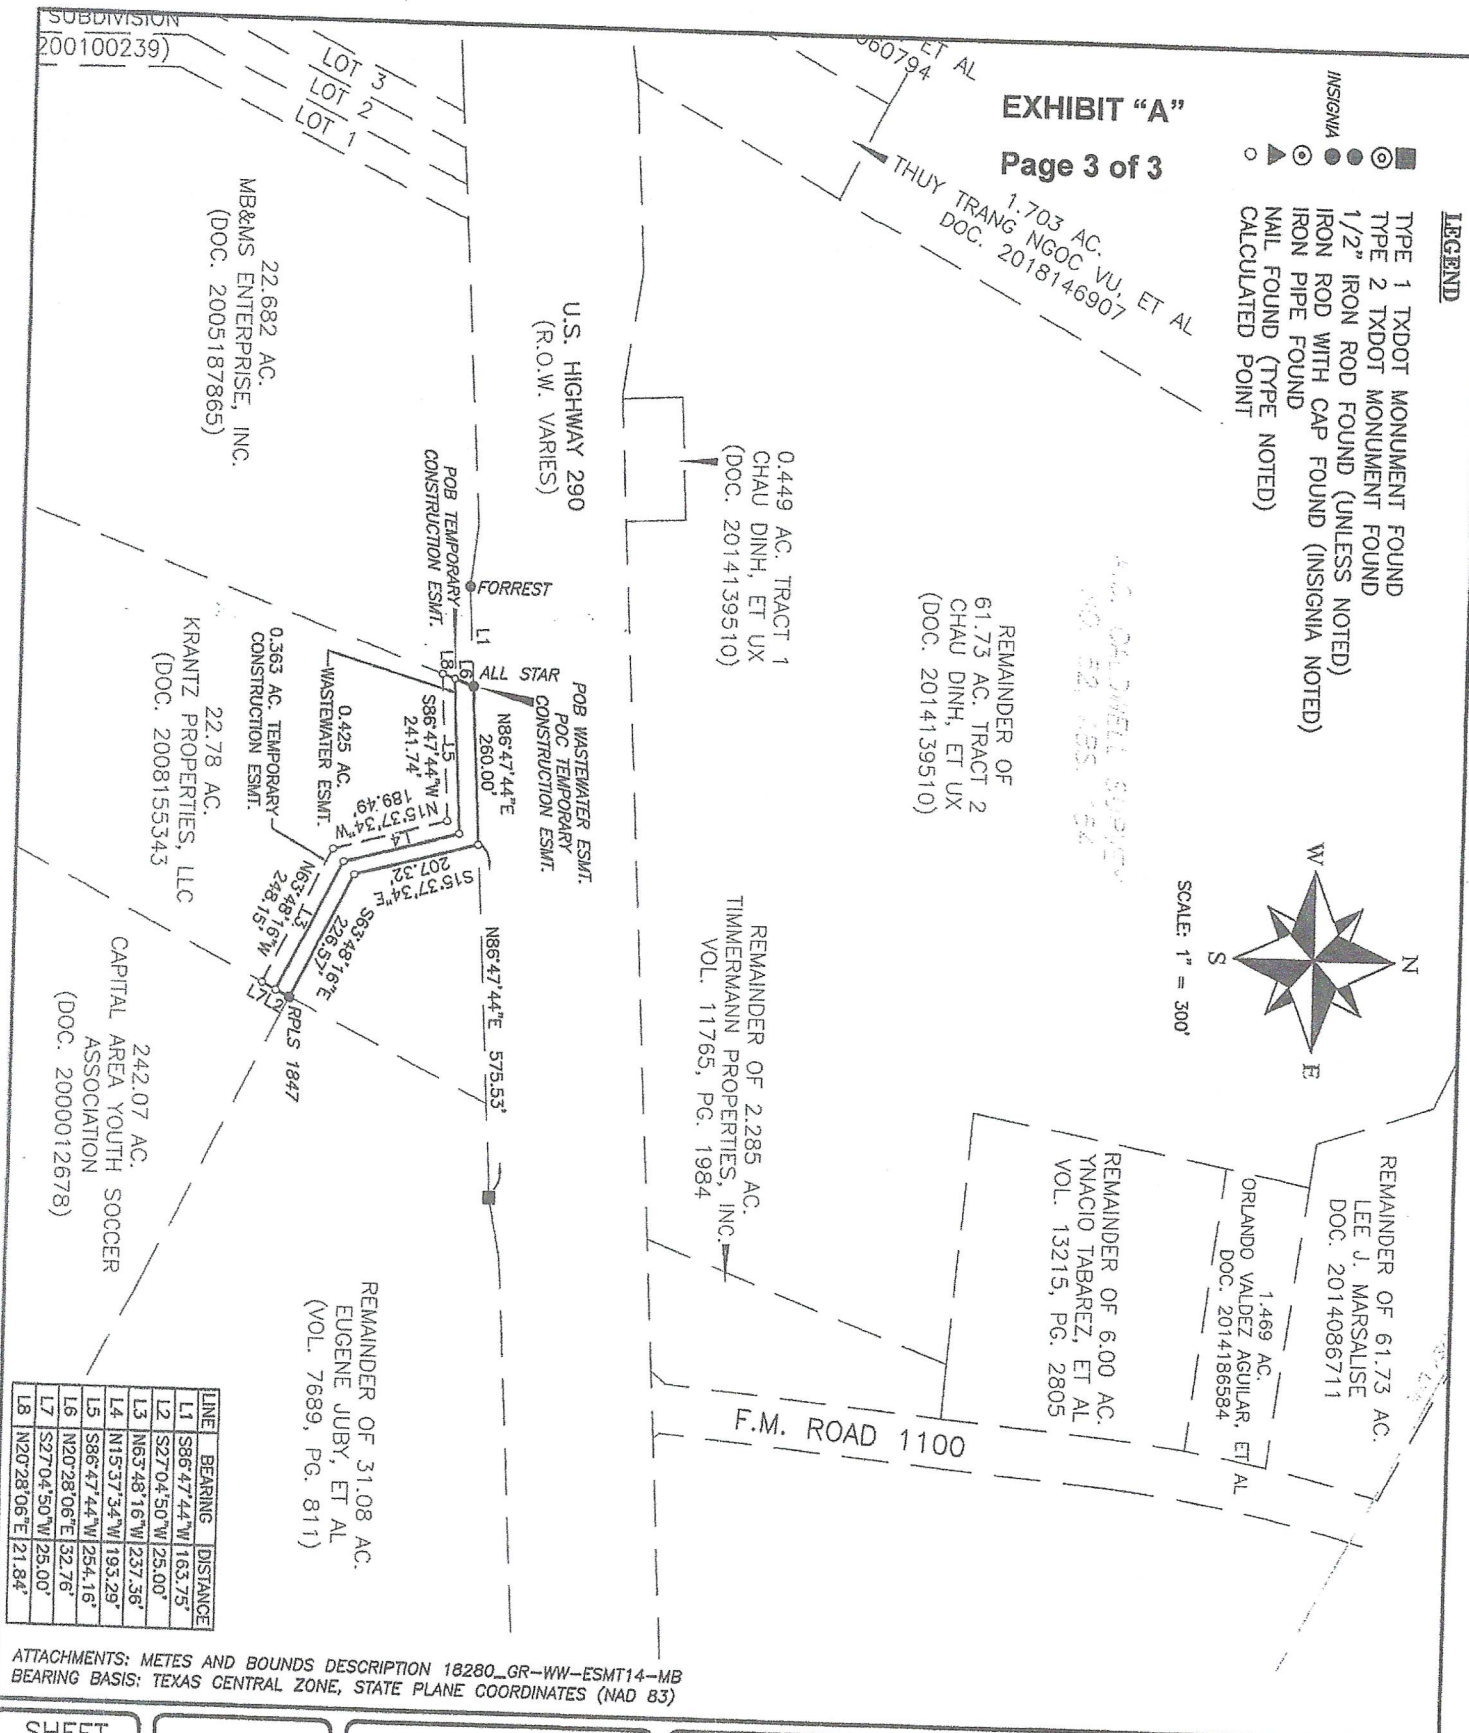 EXHIBIT “A”
Page 3 of 3
LEGEND
TYPE 1 TXDOT MONUMENT FOUND
TYPE 2 TXDOT MONUMENT FOUND
1/2" IRON ROD FOUND (UNLESS NOTED)
INSIGNIA
IRON ROD WITH CAP FOUND (INSIGNIA NOTED)
IRON PIPE FOUND
NAIL FOUND (TYPE NOTED)
CALCULATED POINT
N
W
E
S
SCALE: 1" = 300'
REMAINDER OF 61.73 AC.
LEE J. MARSALISE
DOC. 2014086711
1.469 AC.
ORLANDO VALDEZ AGUILAR, ET AL
DOC. 2014186584
REMAINDER OF 6.00 AC.
YNACIO TABAREZ, ET AL
VOL. 13215, PG. 2805
F.M. ROAD 1100
ET AL
060794
1.703 AC.
THUY TRANG NGOC VU, ET AL
DOC. 2018146907
REMAINDER OF
61.73 AC. TRACT 2
CHAU DINH, ET UX
(DOC. 2014139510)
0.449 AC. TRACT 1
CHAU DINH, ET UX
(DOC. 2014139510)
REMAINDER OF 2.285 AC.
TIMMERMANN PROPERTIES, INC.
VOL. 11765, PG. 1984
U.S. HIGHWAY 290
(R.O.W. VARIES)
SUBDIVISION
200100239)
LOT 3
LOT 2
LOT 1
22.682 AC.
MB&MS ENTERPRISE, INC.
(DOC. 2005187865)
POB TEMPORARY
CONSTRUCTION ESMT.
FORREST
L1
ALL STAR
L6
L8
POB WASTEWATER ESMT.
POC TEMPORARY
CONSTRUCTION ESMT.
N86°47'44"E
260.00'
N86°47'44"E 575.53'
L5
S86°47'44"W
241.74'
N15°37'34"W
189.49'
L4
S15°37'34"E
207.32'
S63°48'16"E
226.57'
L3
N63°48'16"W
248.15'
L7
L2
RPLS 1847
0.425 AC.
WASTEWATER ESMT.
0.363 AC. TEMPORARY
CONSTRUCTION ESMT.
22.78 AC.
KRANTZ PROPERTIES, LLC
(DOC. 2008155343
242.07 AC.
CAPITAL AREA YOUTH SOCCER
ASSOCIATION
(DOC. 2000012678)
REMAINDER OF 31.08 AC.
EUGENE JUBY, ET AL
(VOL. 7689, PG. 811)
LINE BEARING DISTANCE
L1 S86°47'44"W 163.75'
L2 S27°04'50"W 25.00'
L3 N63°48'16"W 237.36'
L4 N15°37'34"W 193.29'
L5 S86°47'44"W 254.16'
L6 N20°28'06"E 32.76'
L7 S27°04'50"W 25.00'
L8 N20°28'06"E 21.84'
ATTACHMENTS: METES AND BOUNDS DESCRIPTION 18280_GR-WW-ESMT14-MB
BEARING BASIS: TEXAS CENTRAL ZONE, STATE PLANE COORDINATES (NAD 83)
SHEET